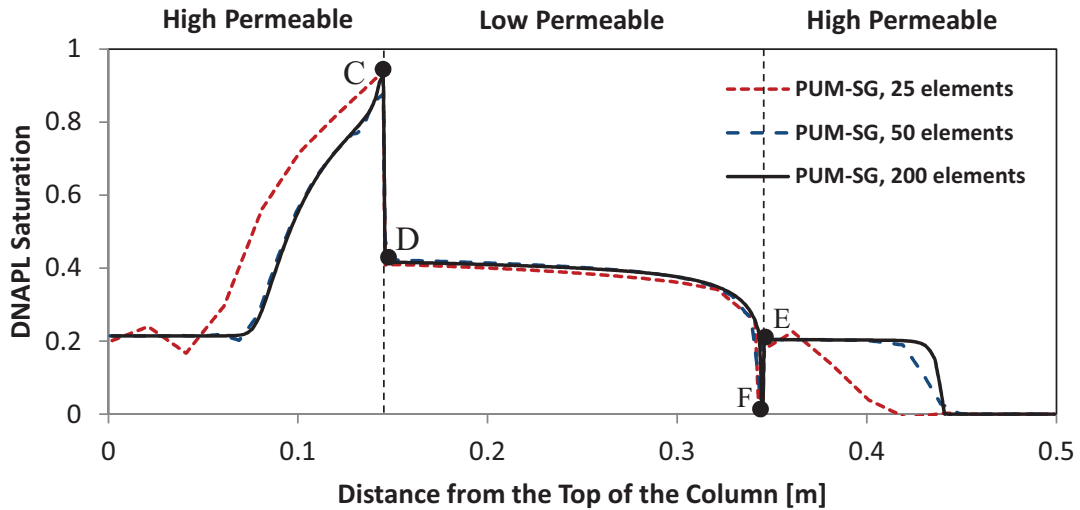 High Permeable Low Permeable High Permeable
DNAPL Saturation
1
0.8
0.6
0.4
0.2
0
C
D
E
F
PUM-SG, 25 elements
PUM-SG, 50 elements
PUM-SG, 200 elements
0 0.1 0.2 0.3 0.4 0.5
Distance from the Top of the Column [m]